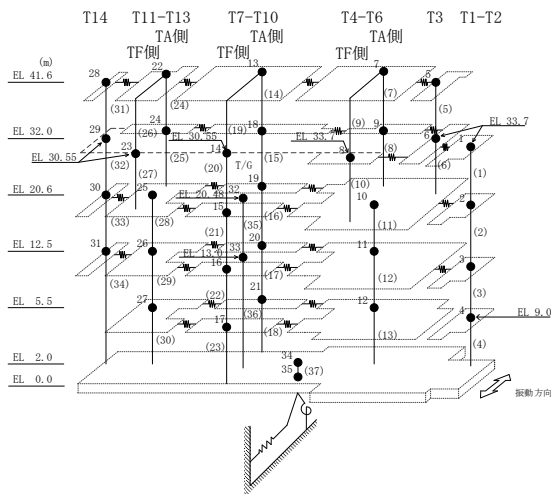 T14 T11-T13 T7-T10 T4-T6 T3 T1-T2
TA側 TA側 TA側
TF側 TF側 TF側
(m)
EL 41.6 28 22 13 7 5
(31) (24) (14) (7) (5)
EL 32.0 29 24 (26) (19) 18 (9) 9 6 1 EL 33.7
EL 30.55 23 EL 30.55 14 EL 33.7 8
(32) (25) (15) (8) (6) (1)
(20) T/G
(27) (10)
EL 20.6 30 25 EL 20.48 32 19 10 2
(33) (28) 15 (35) (16) (11) (2)
(21) 20
EL 12.5 31 26 EL 13.0 33 11 3
(34) (29) 16 (17) (12) (3)
(22) 21
EL 5.5 27 (36) 12 4 EL 9.0
(30) 17 (18) (13) (4)
(23)
EL 2.0 34
EL 0.0 35 (37)
振動方向